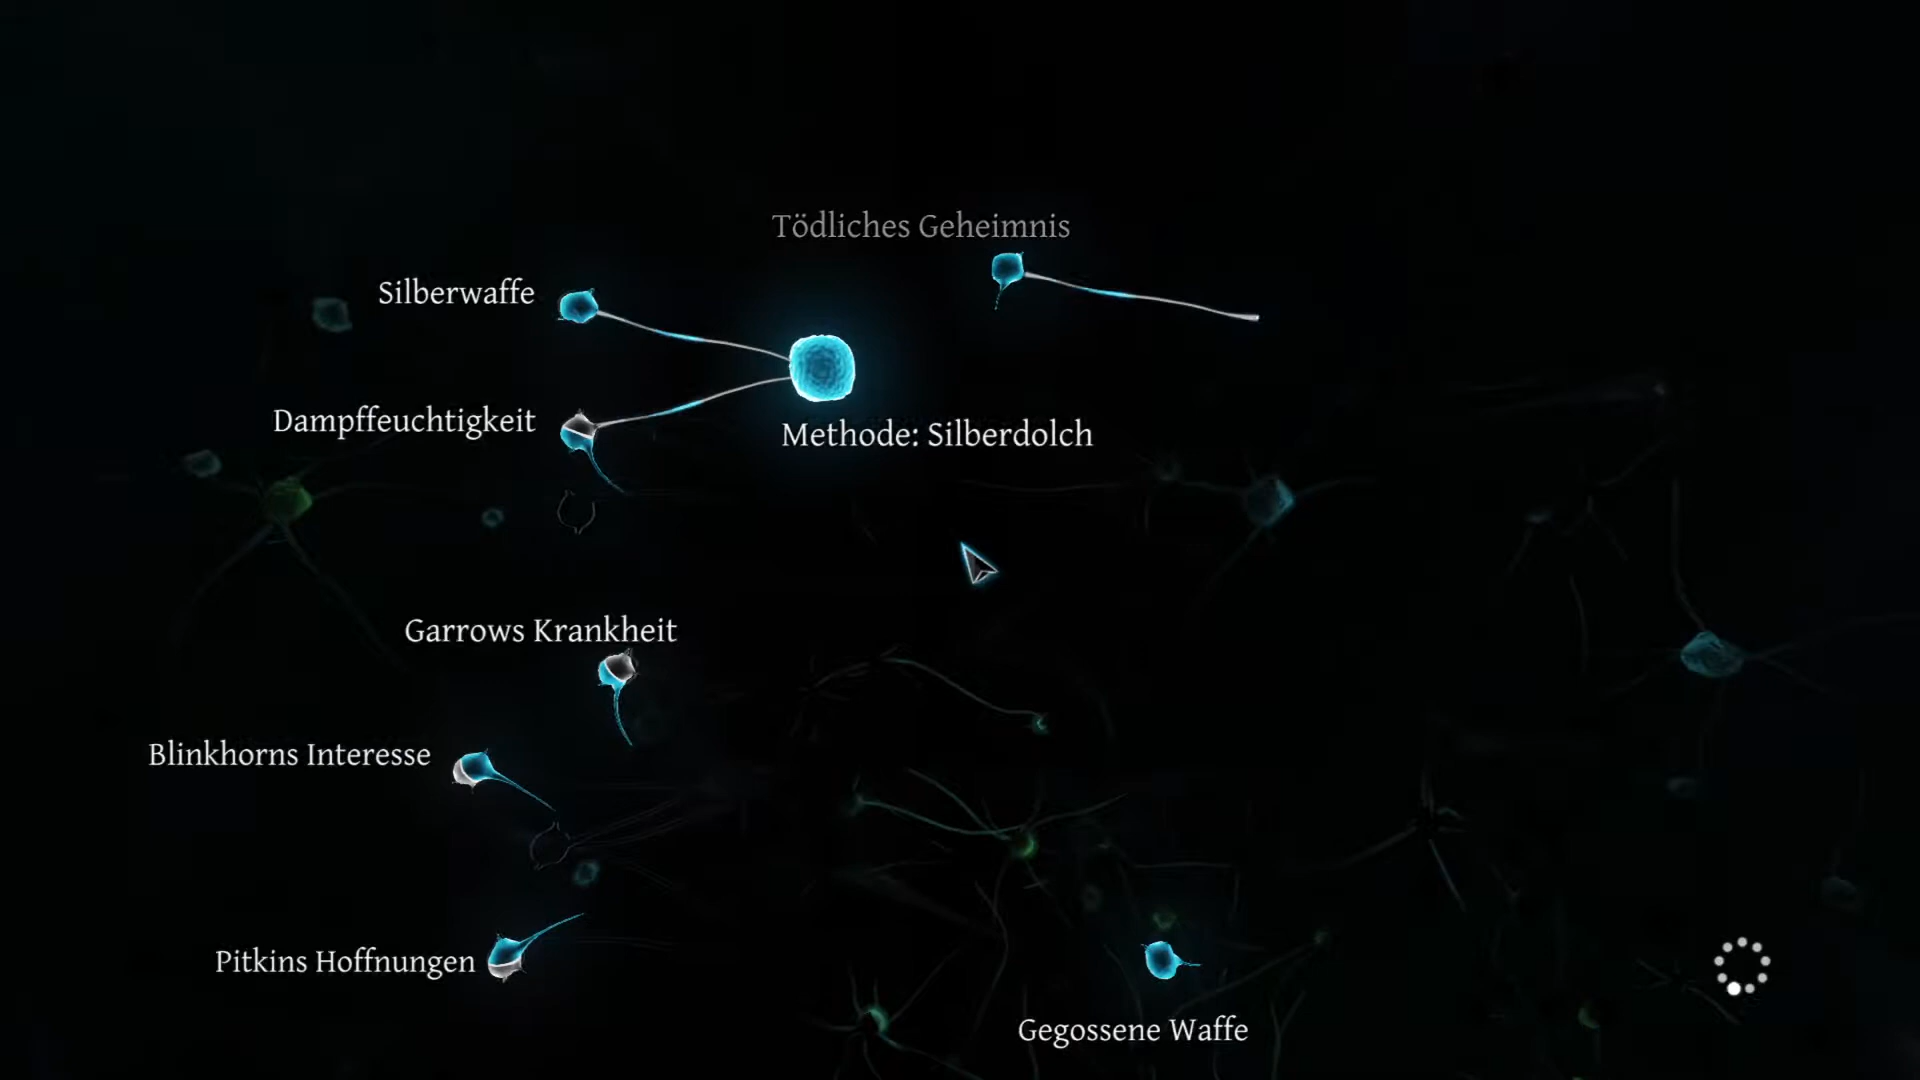 Tödliches Geheimnis
Silberwaffe
Dampffeuchtigkeit
Methode: Silberdolch
Garrows Krankheit
Blinkhorns Interesse
Pitkins Hoffnungen
Gegossene Waffe